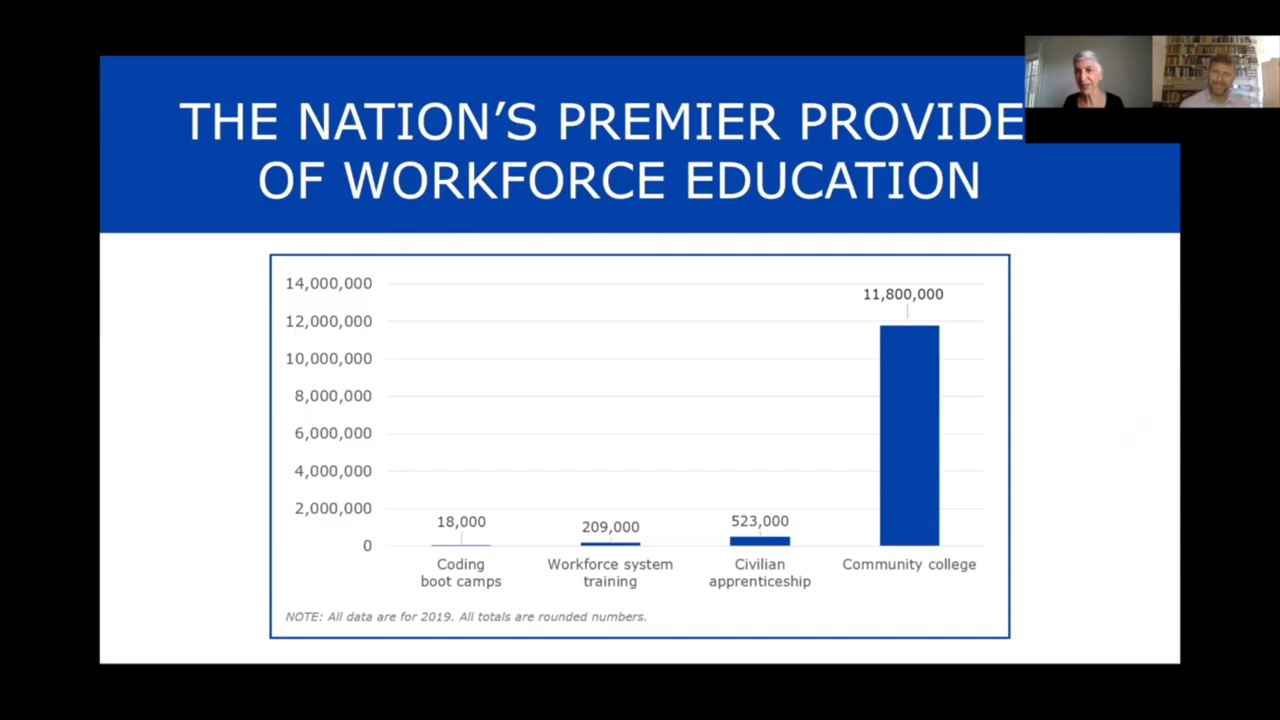 THE NATION'S PREMIER PROVIDE
OF WORKFORCE EDUCATION
14,000,000
12,000,000
10,000,000
8,000,000
6,000,000
4,000,000
2,000,000
0
18,000
209,000
523,000
11,800,000
Coding
boot camps
Workforce system
training
Civilian
apprenticeship
Community college
NOTE: All data are for 2019. All totals are rounded numbers.